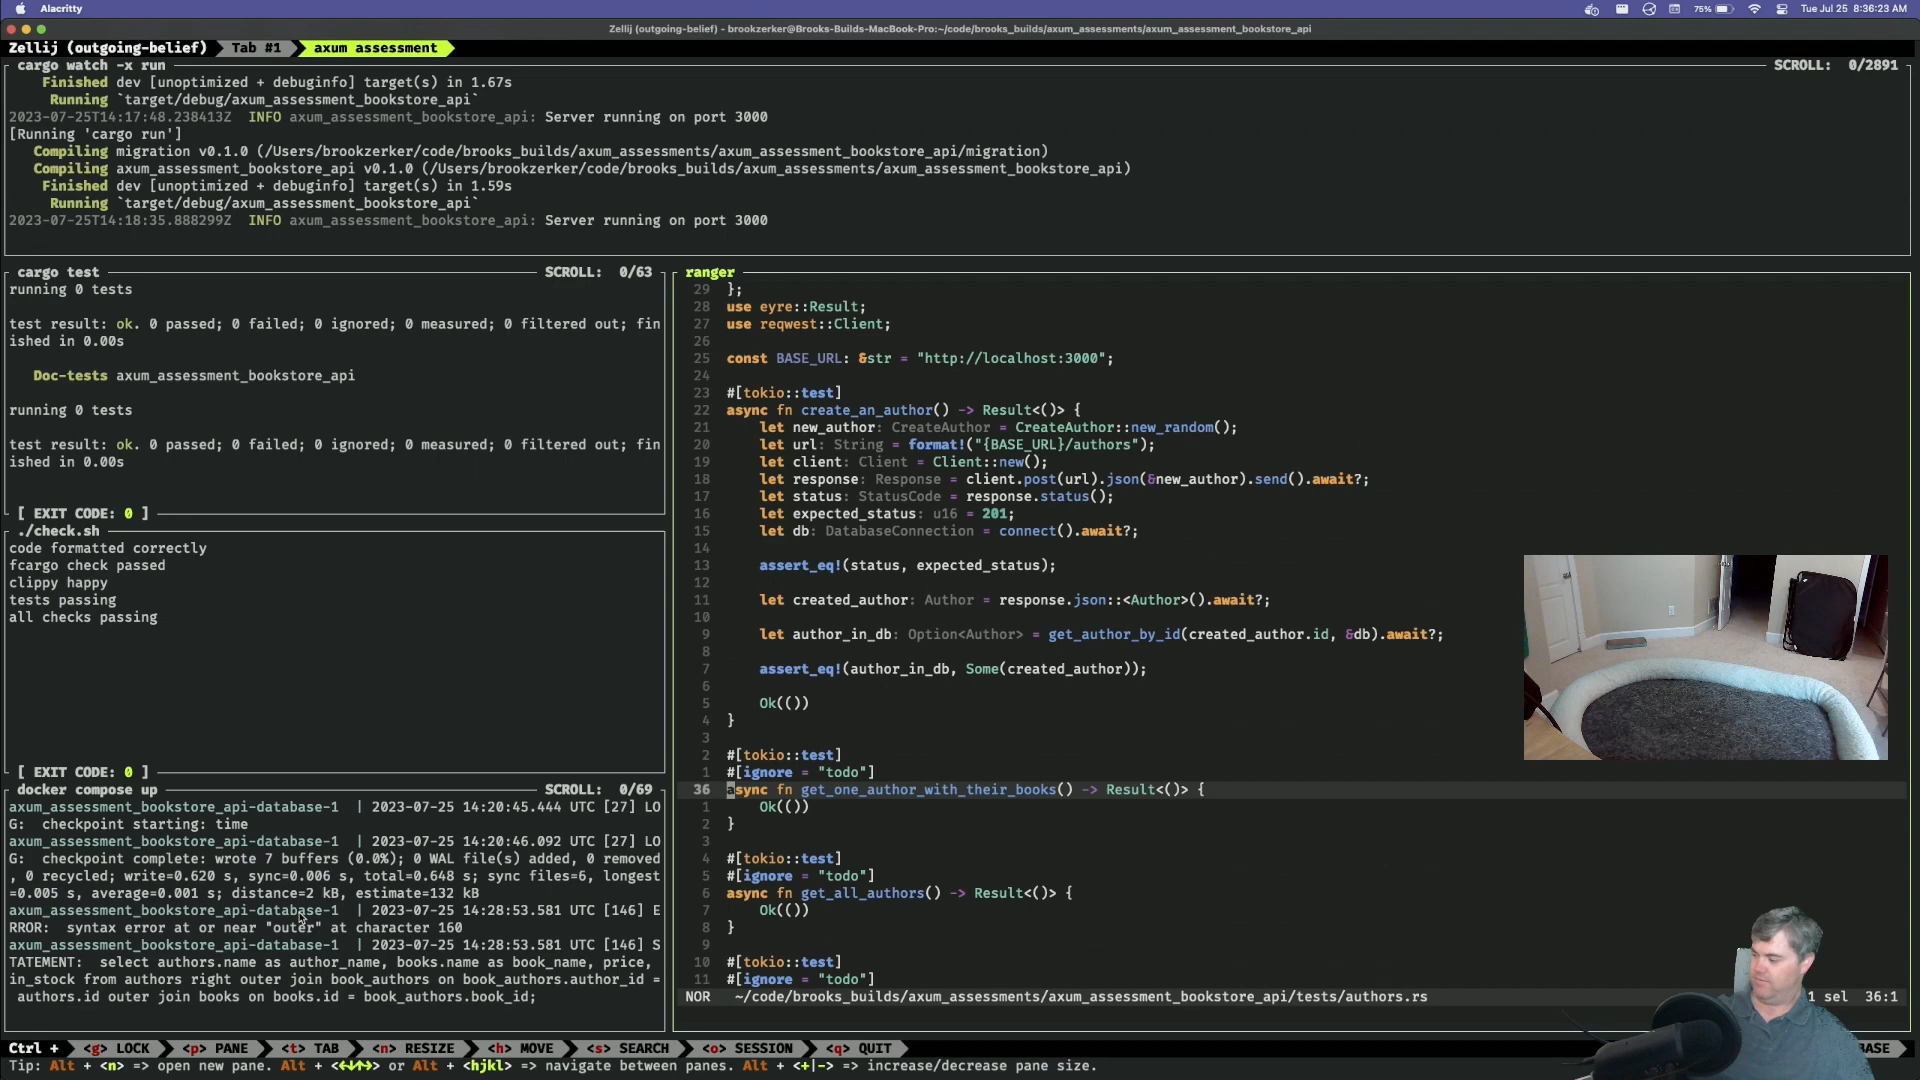 Alacritty
75%
Tue Jul 25 8:36:23 AM
Zellij (outgoing-belief) - brookzerker@Brooks-Builds-MacBook-Pro:~/code/brooks_builds/axum_assessments/axum_assessment_bookstore_api
Zellij (outgoing-belief) Tab #1 axum assessment
cargo watch -x run SCROLL: 0/2891
Finished dev [unoptimized + debuginfo] target(s) in 1.67s
Running `target/debug/axum_assessment_bookstore_api`
2023-07-25T14:17:48.238413Z INFO axum_assessment_bookstore_api: Server running on port 3000
[Running 'cargo run']
Compiling migration v0.1.0 (/Users/brookzerker/code/brooks_builds/axum_assessments/axum_assessment_bookstore_api/migration)
Compiling axum_assessment_bookstore_api v0.1.0 (/Users/brookzerker/code/brooks_builds/axum_assessments/axum_assessment_bookstore_api)
Finished dev [unoptimized + debuginfo] target(s) in 1.59s
Running `target/debug/axum_assessment_bookstore_api`
2023-07-25T14:18:35.888299Z INFO axum_assessment_bookstore_api: Server running on port 3000
cargo test SCROLL: 0/63
running 0 tests
test result: ok. 0 passed; 0 failed; 0 ignored; 0 measured; 0 filtered out; fin
ished in 0.00s
Doc-tests axum_assessment_bookstore_api
running 0 tests
test result: ok. 0 passed; 0 failed; 0 ignored; 0 measured; 0 filtered out; fin
ished in 0.00s
[ EXIT CODE: 0 ]
./check.sh
code formatted correctly
fcargo check passed
clippy happy
tests passing
all checks passing
[ EXIT CODE: 0 ]
docker compose up SCROLL: 0/69
axum_assessment_bookstore_api-database-1 | 2023-07-25 14:20:45.444 UTC [27] LO
G: checkpoint starting: time
axum_assessment_bookstore_api-database-1 | 2023-07-25 14:20:46.092 UTC [27] LO
G: checkpoint complete: wrote 7 buffers (0.0%); 0 WAL file(s) added, 0 removed
, 0 recycled; write=0.620 s, sync=0.006 s, total=0.648 s; sync files=6, longest
=0.005 s, average=0.001 s; distance=2 kB, estimate=132 kB
axum_assessment_bookstore_api-database-1 | 2023-07-25 14:28:53.581 UTC [146] E
RROR: syntax error at or near "outer" at character 160
axum_assessment_bookstore_api-database-1 | 2023-07-25 14:28:53.581 UTC [146] S
TATEMENT: select authors.name as author_name, books.name as book_name, price,
in_stock from authors right outer join book_authors on book_authors.author_id =
authors.id outer join books on books.id = book_authors.book_id;
ranger
29 };
28 use eyre::Result;
27 use reqwest::Client;
26
25 const BASE_URL: &str = "http://localhost:3000";
24
23 #[tokio::test]
22 async fn create_an_author() -> Result<()> {
21 let new_author: CreateAuthor = CreateAuthor::new_random();
20 let url: String = format!("{BASE_URL}/authors");
19 let client: Client = Client::new();
18 let response: Response = client.post(url).json(&new_author).send().await?;
17 let status: StatusCode = response.status();
16 let expected_status: u16 = 201;
15 let db: DatabaseConnection = connect().await?;
14
13 assert_eq!(status, expected_status);
12
11 let created_author: Author = response.json::<Author>().await?;
10
9 let author_in_db: Option<Author> = get_author_by_id(created_author.id, &db).await?;
8
7 assert_eq!(author_in_db, Some(created_author));
6
5 Ok(())
4 }
3
2 #[tokio::test]
1 #[ignore = "todo"]
36 async fn get_one_author_with_their_books() -> Result<()> {
1 Ok(())
2 }
3
4 #[tokio::test]
5 #[ignore = "todo"]
6 async fn get_all_authors() -> Result<()> {
7 Ok(())
8 }
9
10 #[tokio::test]
11 #[ignore = "todo"]
NOR ~/code/brooks_builds/axum_assessments/axum_assessment_bookstore_api/tests/authors.rs 1 sel 36:1
Ctrl + <g> LOCK <p> PANE <t> TAB <n> RESIZE <h> MOVE <s> SEARCH <o> SESSION <q> QUIT BASE
Tip: Alt + <n> => open new pane. Alt + <←↓↑→> or Alt + <hjkl> => navigate between panes. Alt + <+|-> => increase/decrease pane size.